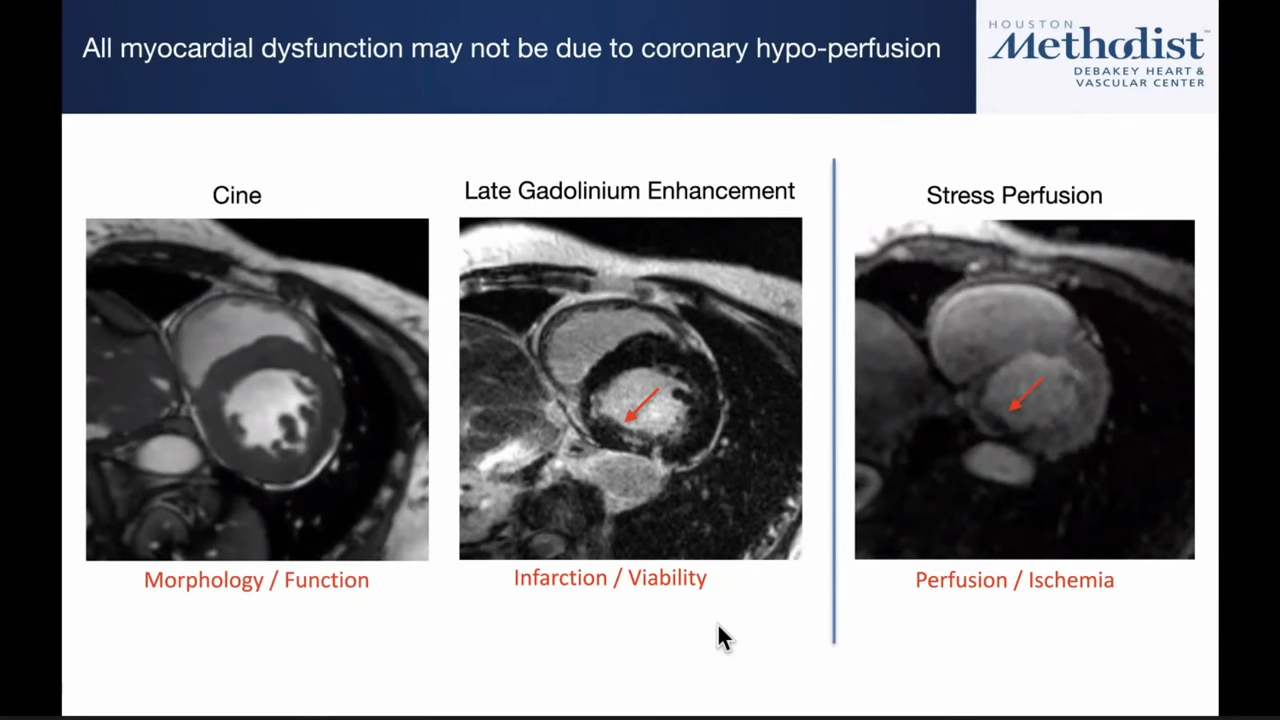 All myocardial dysfunction may not be due to coronary hypo-perfusion
HOUSTON
Methodist
DEBAKEY HEART &
VASCULAR CENTER
Cine
Late Gadolinium Enhancement
Stress Perfusion
Morphology / Function
Infarction / Viability
Perfusion / Ischemia